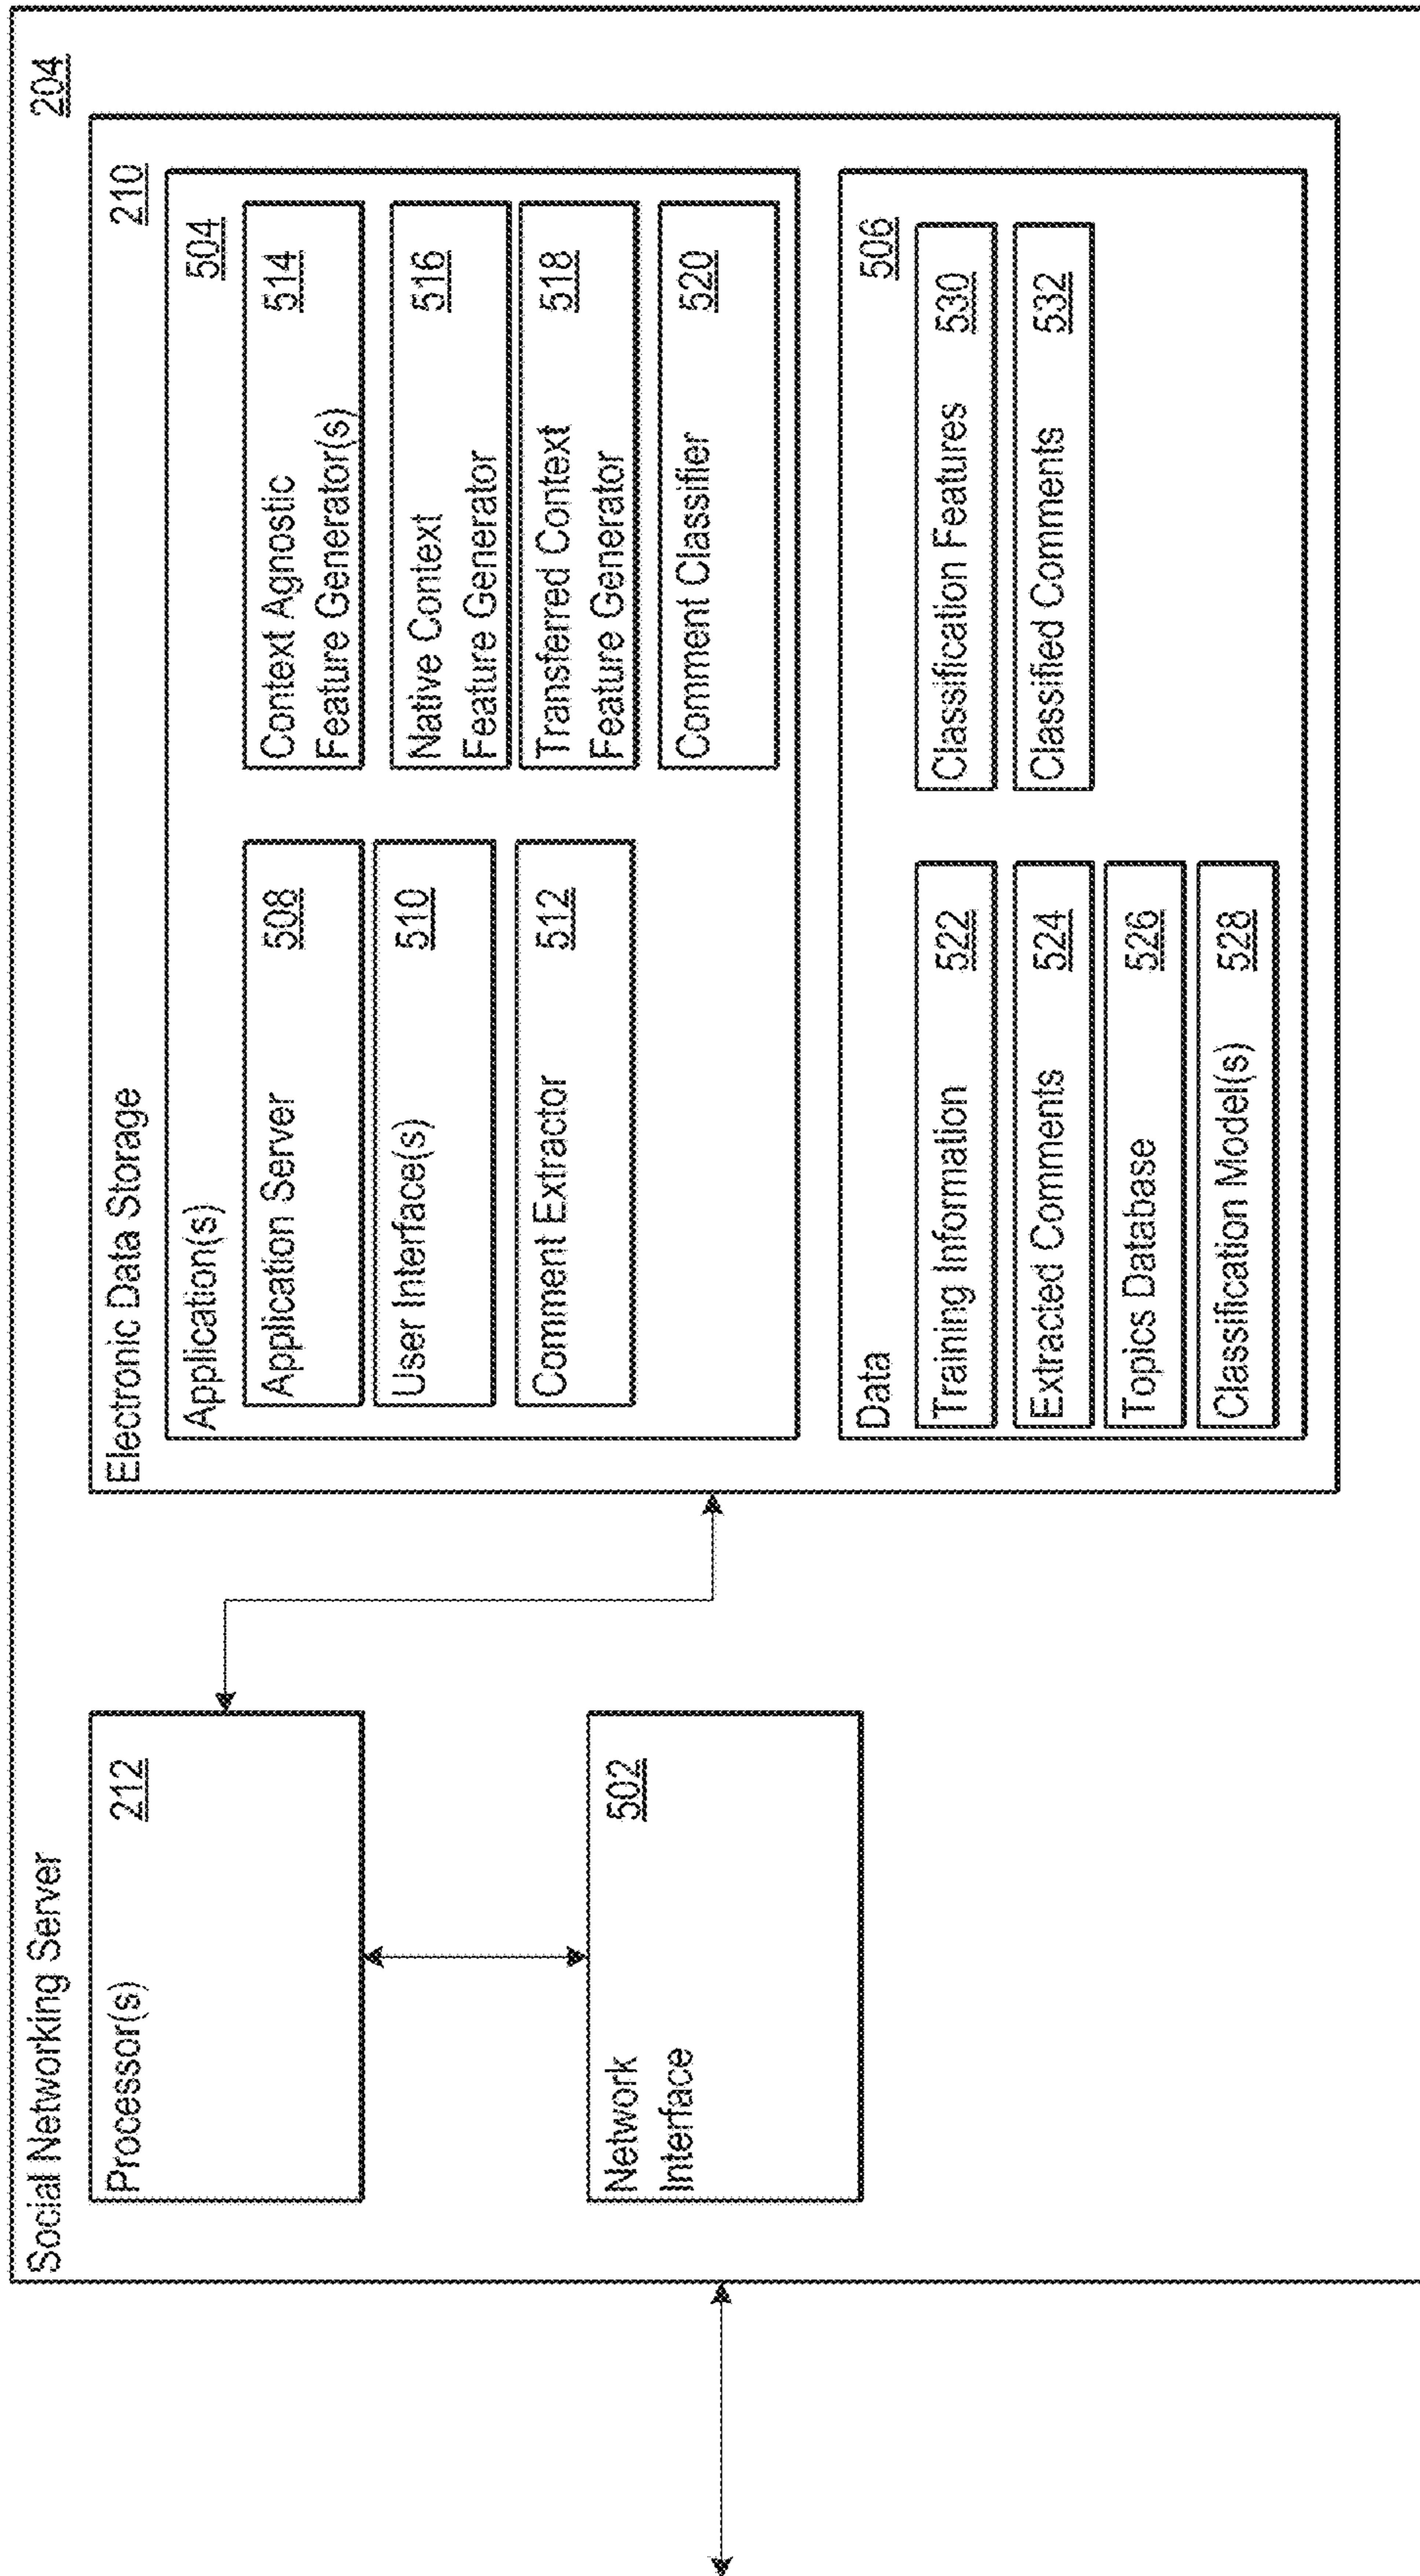 Social Networking Server
204
Processor(s)
212
Network
Interface
502
Electronic Data Storage
210
Application(s)
504
Application Server
508
User Interface(s)
510
Comment Extractor
512
Context Agnostic
Feature Generator(s)
514
Native Context
Feature Generator
516
Transferred Context
Feature Generator
518
Comment Classifier
520
Data
506
Training Information
522
Extracted Comments
524
Topics Database
526
Classification Model(s)
528
Classification Features
530
Classified Comments
532